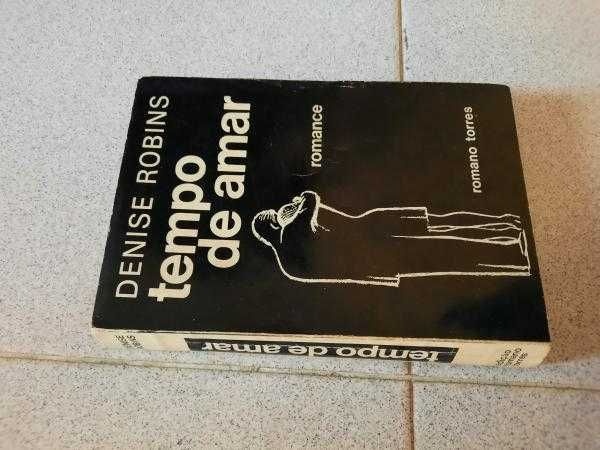 DENISE ROBINS
tempo
de amar
romance
romano torres
tempo de amar